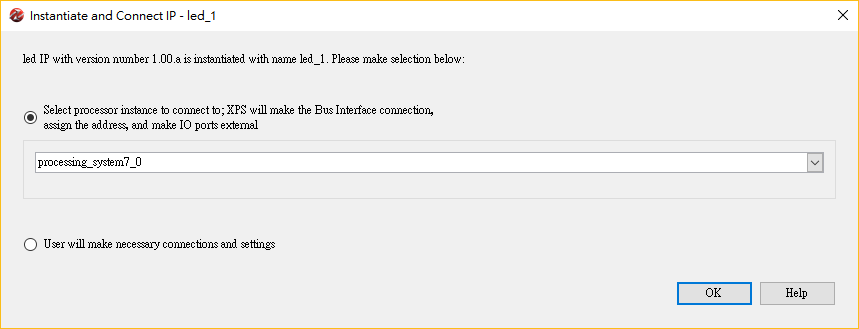 Instantiate and Connect IP - led_1
led IP with version number 1.00.a is instantiated with name led_1. Please make selection below:
Select processor instance to connect to; XPS will make the Bus Interface connection,
assign the address, and make IO ports external
processing_system7_0
User will make necessary connections and settings
OK
Help